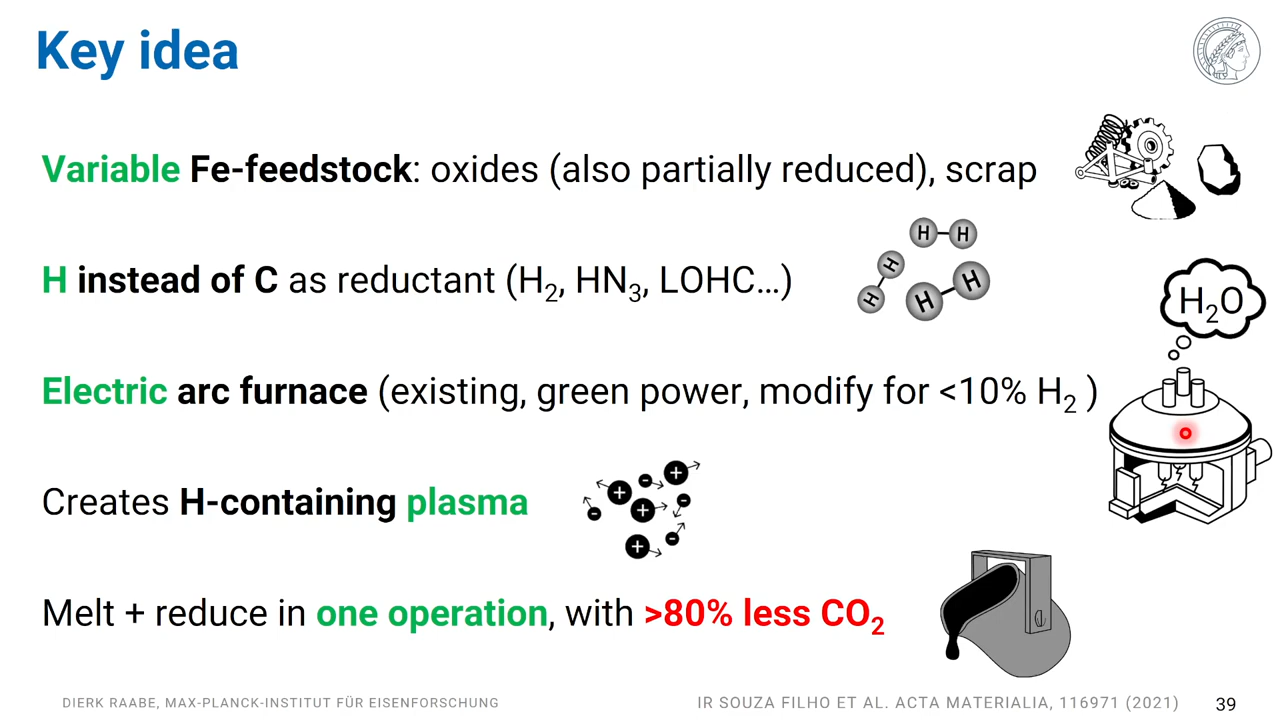 Key idea
Variable Fe-feedstock: oxides (also partially reduced), scrap
H-H
H H
H-H
H instead of C as reductant (H₂, HN₃, LOHC…)
H₂O
Electric arc furnace (existing, green power, modify for <10% H₂ )
Creates H-containing plasma
Melt + reduce in one operation, with >80% less CO₂
DIERK RAABE, MAX-PLANCK-INSTITUT FÜR EISENFORSCHUNG
IR SOUZA FILHO ET AL. ACTA MATERIALIA, 116971 (2021)
39